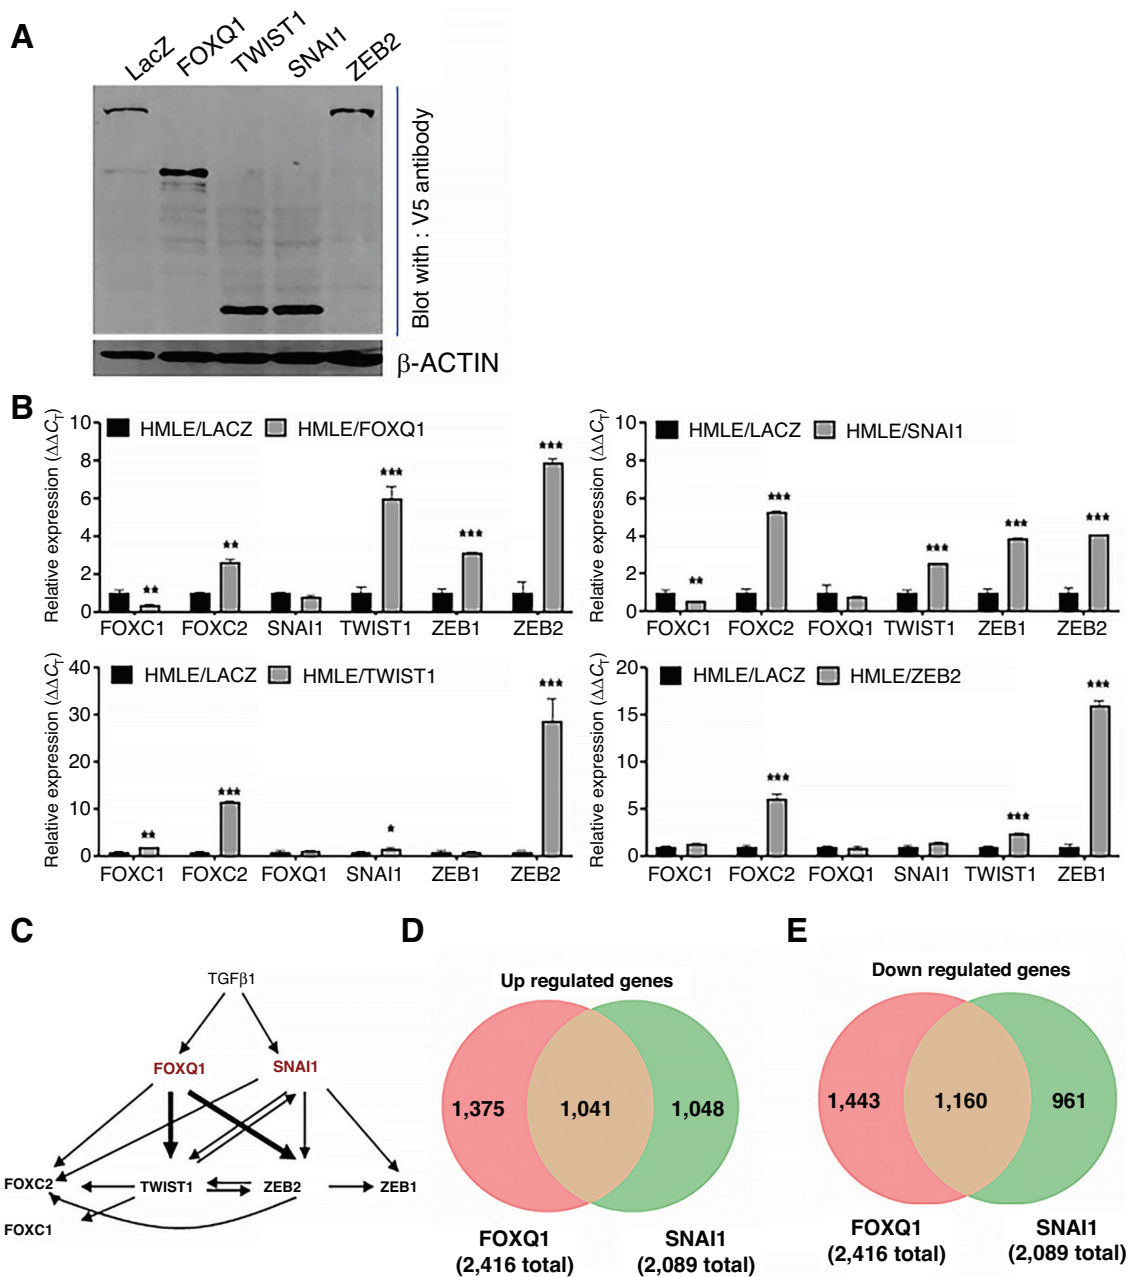 A
LacZ
FOXQ1
TWIST1
SNAI1
ZEB2
Blot with : V5 antibody
β-ACTIN
B
Relative expression (ΔΔCT)
10
8
6
4
2
0
HMLE/LACZ
HMLE/FOXQ1
**
**
***
***
***
FOXC1
FOXC2
SNAI1
TWIST1
ZEB1
ZEB2
Relative expression (ΔΔCT)
10
8
6
4
2
0
HMLE/LACZ
HMLE/SNAI1
**
***
***
***
***
FOXC1
FOXC2
FOXQ1
TWIST1
ZEB1
ZEB2
Relative expression (ΔΔCT)
40
30
20
10
0
HMLE/LACZ
HMLE/TWIST1
**
***
*
***
FOXC1
FOXC2
FOXQ1
SNAI1
ZEB1
ZEB2
Relative expression (ΔΔCT)
20
15
10
5
0
HMLE/LACZ
HMLE/ZEB2
***
***
***
FOXC1
FOXC2
FOXQ1
SNAI1
TWIST1
ZEB1
C
TGFβ1
FOXQ1
SNAI1
FOXC2
TWIST1
ZEB2
ZEB1
FOXC1
D
Up regulated genes
1,375
1,041
1,048
FOXQ1
(2,416 total)
SNAI1
(2,089 total)
E
Down regulated genes
1,443
1,160
961
FOXQ1
(2,416 total)
SNAI1
(2,089 total)